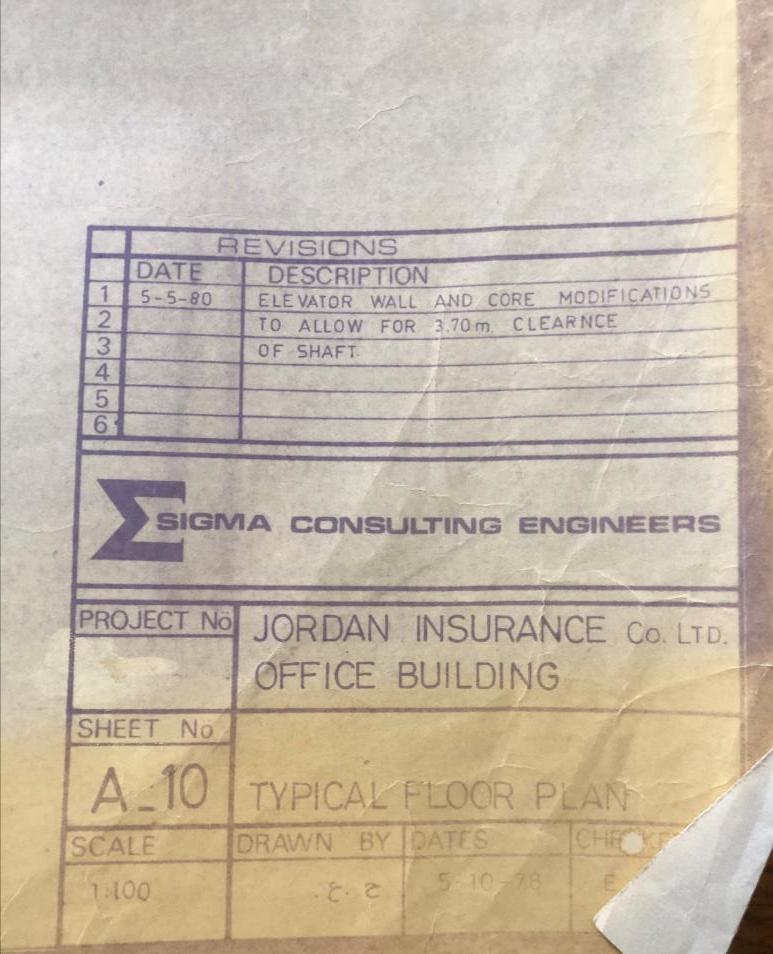 REVISIONS
DATE DESCRIPTION
1 5-5-80 ELEVATOR WALL AND CORE MODIFICATIONS
2 TO ALLOW FOR 3.70m. CLEARNCE
3 OF SHAFT.
4
5
6
Σ SIGMA CONSULTING ENGINEERS
PROJECT No
JORDAN INSURANCE Co. LTD.
OFFICE BUILDING
SHEET No
A_10
TYPICAL FLOOR PLAN
SCALE DRAWN BY DATES
1:100 ح . ع. 5-10-78 E